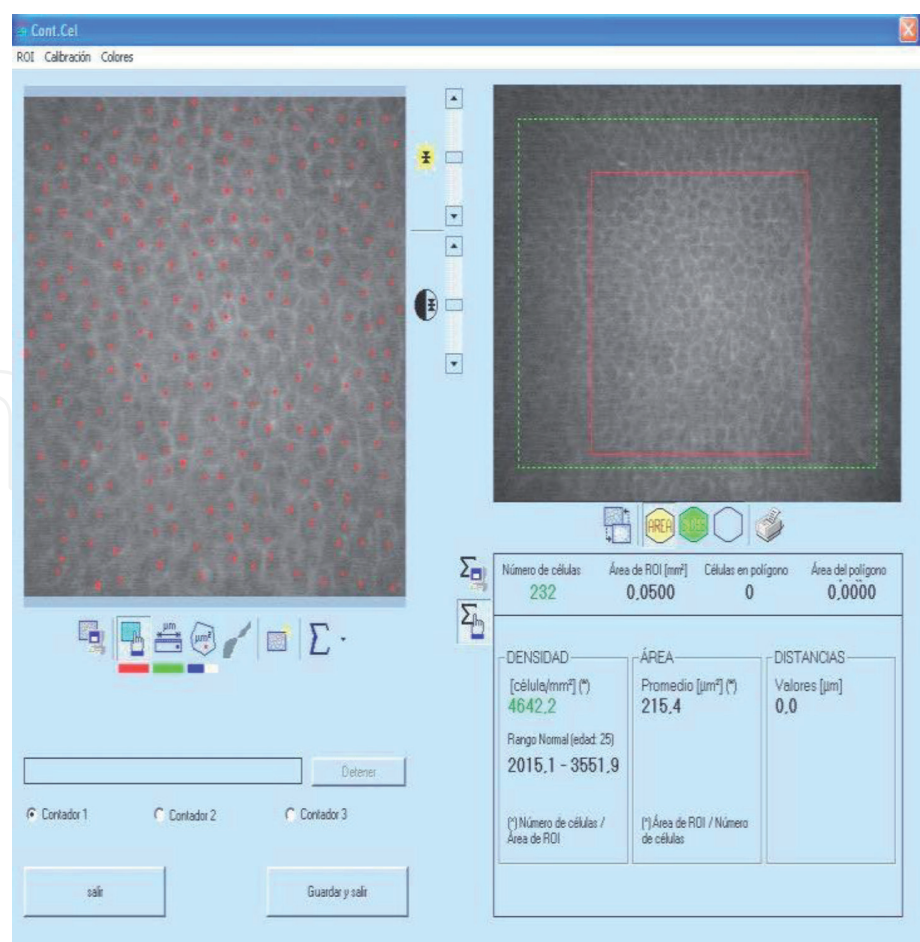 Cont.Cel
ROI Calibración Colores
AREA
Número de células Área de ROI [mm²] Células en polígono Área del polígono
232 0,0500 0 0,0000
µm
µm²
DENSIDAD ÁREA DISTANCIAS
[célula/mm²] (*) Promedio [µm²] (*) Valores [µm]
4642,2 215,4 0,0
Rango Normal (edad: 25)
2015,1 - 3551,9
Detener
Contador 1 Contador 2 Contador 3
(*) Número de células / (*) Área de ROI / Número
Área de ROI de células
salir Guardar y salir